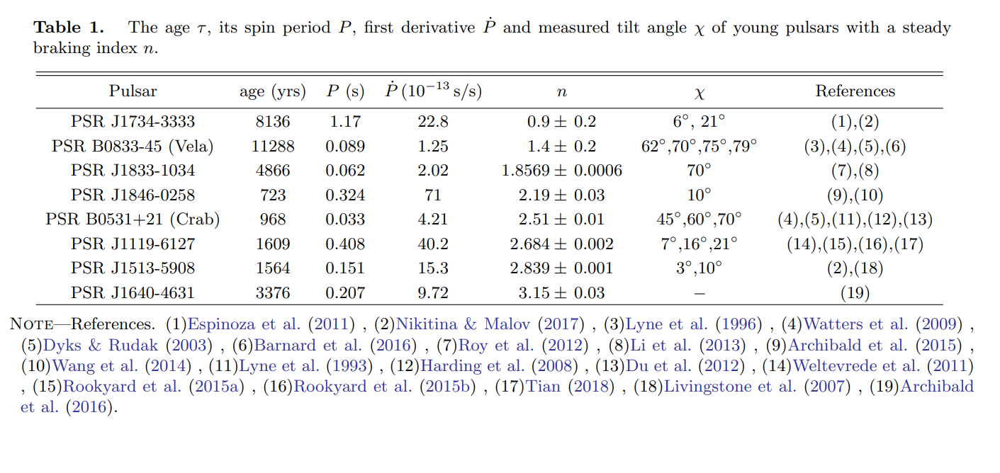 Table 1. The age τ, its spin period P, first derivative Ṗ and measured tilt angle χ of young pulsars with a steady
braking index n.
Pulsar age (yrs) P (s) Ṗ (10⁻¹³ s/s) n χ References
PSR J1734-3333 8136 1.17 22.8 0.9 ± 0.2 6°, 21° (1),(2)
PSR B0833-45 (Vela) 11288 0.089 1.25 1.4 ± 0.2 62°,70°,75°,79° (3),(4),(5),(6)
PSR J1833-1034 4866 0.062 2.02 1.8569 ± 0.0006 70° (7),(8)
PSR J1846-0258 723 0.324 71 2.19 ± 0.03 10° (9),(10)
PSR B0531+21 (Crab) 968 0.033 4.21 2.51 ± 0.01 45°,60°,70° (4),(5),(11),(12),(13)
PSR J1119-6127 1609 0.408 40.2 2.684 ± 0.002 7°,16°,21° (14),(15),(16),(17)
PSR J1513-5908 1564 0.151 15.3 2.839 ± 0.001 3°,10° (2),(18)
PSR J1640-4631 3376 0.207 9.72 3.15 ± 0.03 – (19)
Note—References. (1)Espinoza et al. (2011) , (2)Nikitina & Malov (2017) , (3)Lyne et al. (1996) , (4)Watters et al. (2009) ,
(5)Dyks & Rudak (2003) , (6)Barnard et al. (2016) , (7)Roy et al. (2012) , (8)Li et al. (2013) , (9)Archibald et al. (2015) ,
(10)Wang et al. (2014) , (11)Lyne et al. (1993) , (12)Harding et al. (2008) , (13)Du et al. (2012) , (14)Weltevrede et al. (2011)
, (15)Rookyard et al. (2015a) , (16)Rookyard et al. (2015b) , (17)Tian (2018) , (18)Livingstone et al. (2007) , (19)Archibald
et al. (2016).